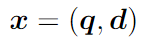 x = (q, d)